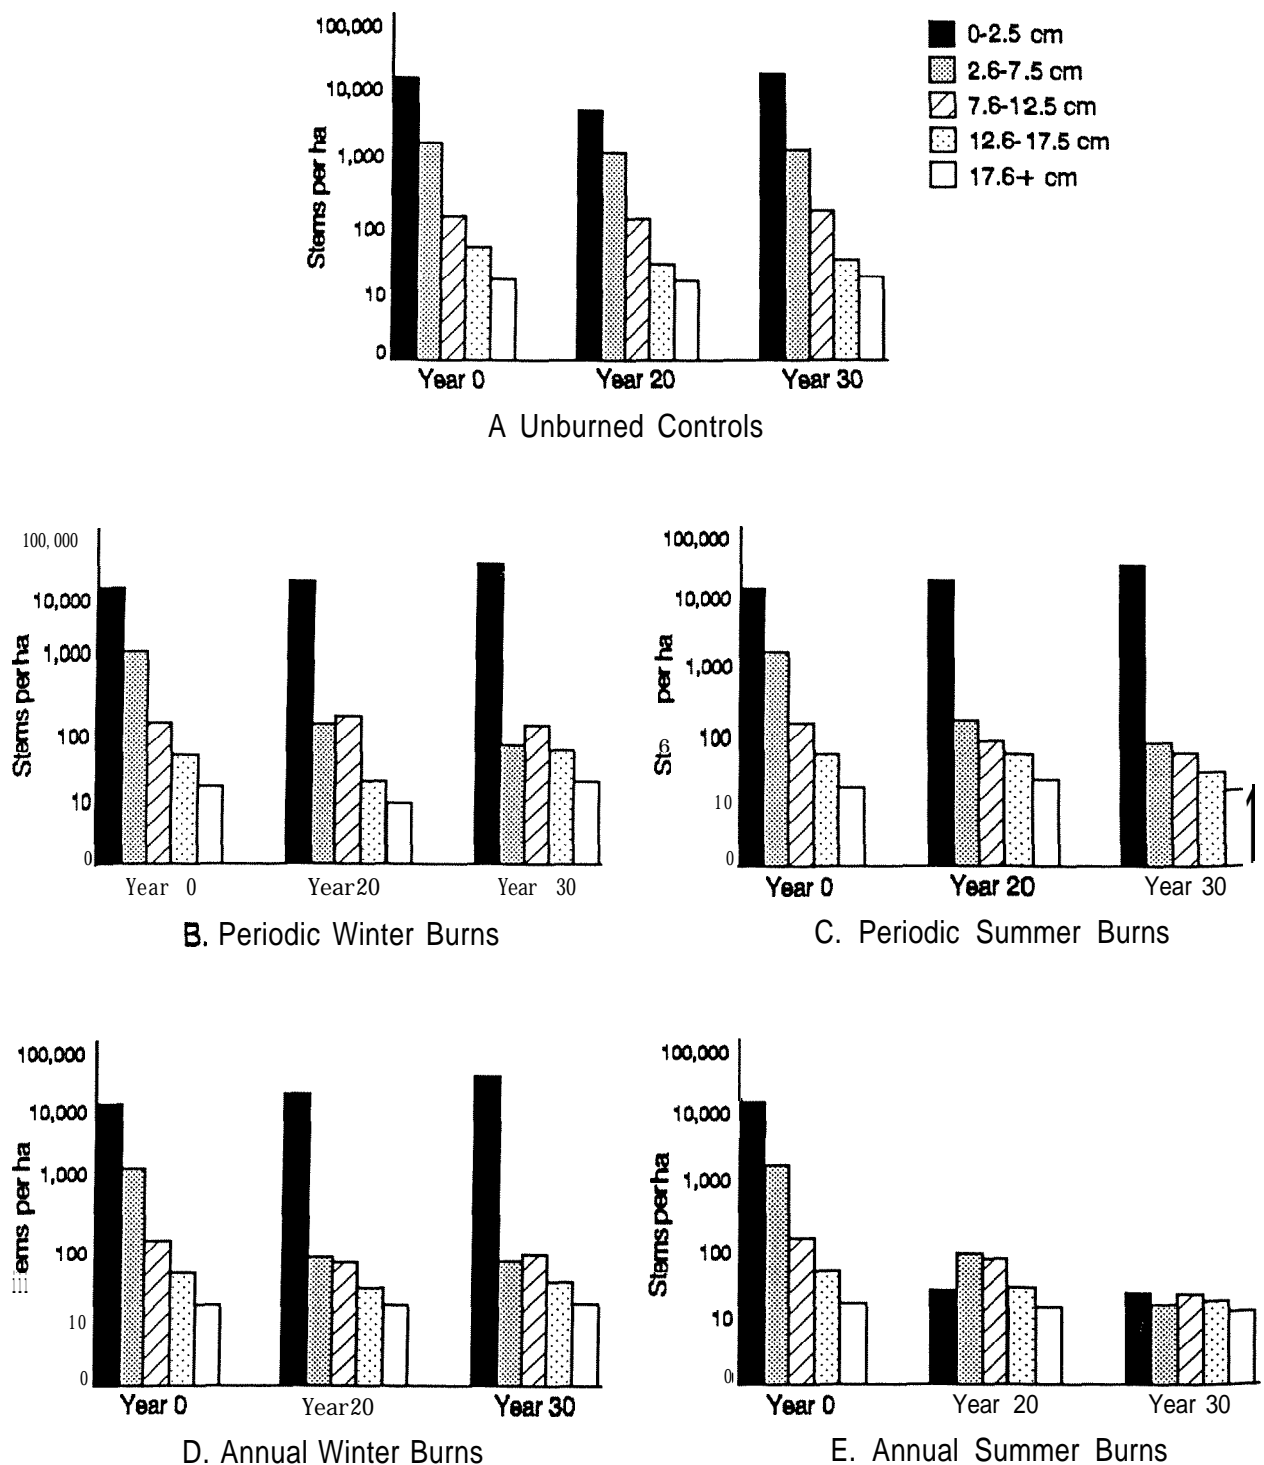 100,000
10,000
1,000
100
10
0
Stems per ha
Year 0 Year 20 Year 30
A Unburned Controls
0-2.5 cm
2.6-7.5 cm
7.6-12.5 cm
12.6-17.5 cm
17.6+ cm
100,000
10,000
1,000
100
10
0
Stems per ha
Year 0 Year20 Year 30
B. Periodic Winter Burns
100,000
10,000
1,000
100
10
0
St6 per ha
Year 0 Year 20 Year 30
C. Periodic Summer Burns
100,000
10,000
1,000
100
10
0
ems per ha
Year 0 Year20 Year 30
D. Annual Winter Burns
100,000
10,000
1,000
100
10
0
Stems per ha
Year 0 Year 20 Year 30
E. Annual Summer Burns